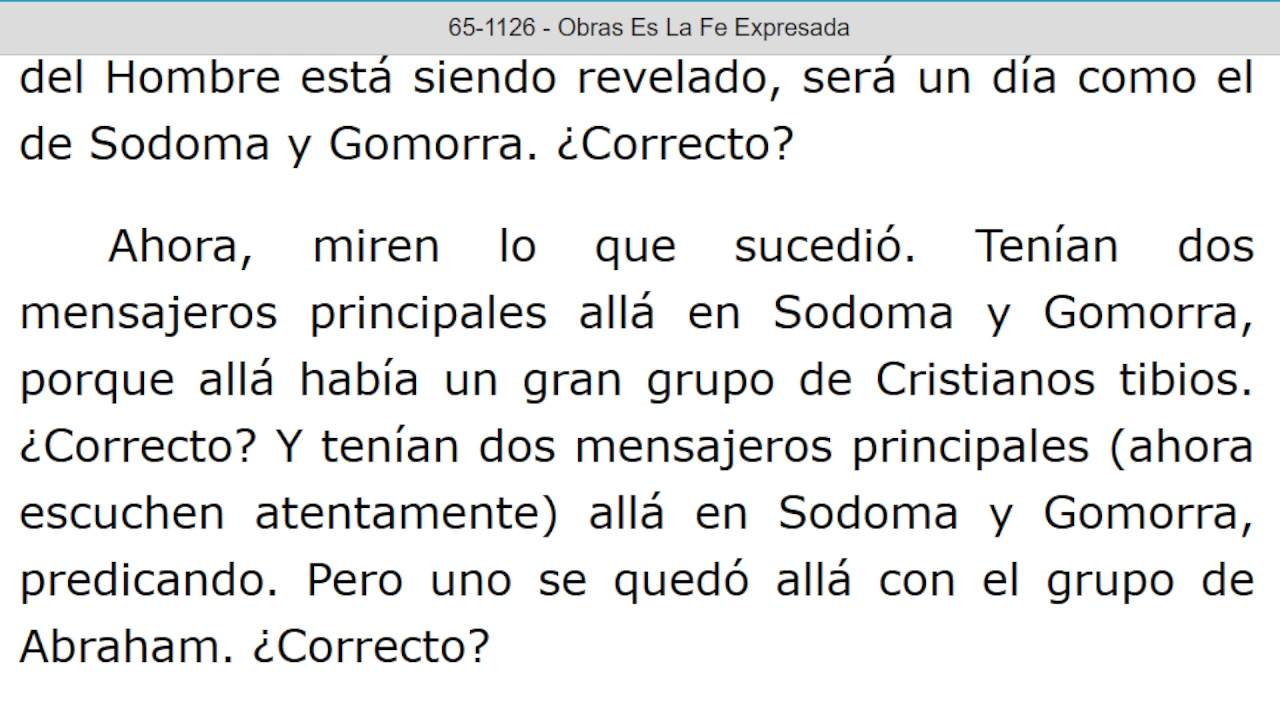 65-1126 - Obras Es La Fe Expresada
del Hombre está siendo revelado, será un día como el
de Sodoma y Gomorra. ¿Correcto?
Ahora, miren lo que sucedió. Tenían dos
mensajeros principales allá en Sodoma y Gomorra,
porque allá había un gran grupo de Cristianos tibios.
¿Correcto? Y tenían dos mensajeros principales (ahora
escuchen atentamente) allá en Sodoma y Gomorra,
predicando. Pero uno se quedó allá con el grupo de
Abraham. ¿Correcto?